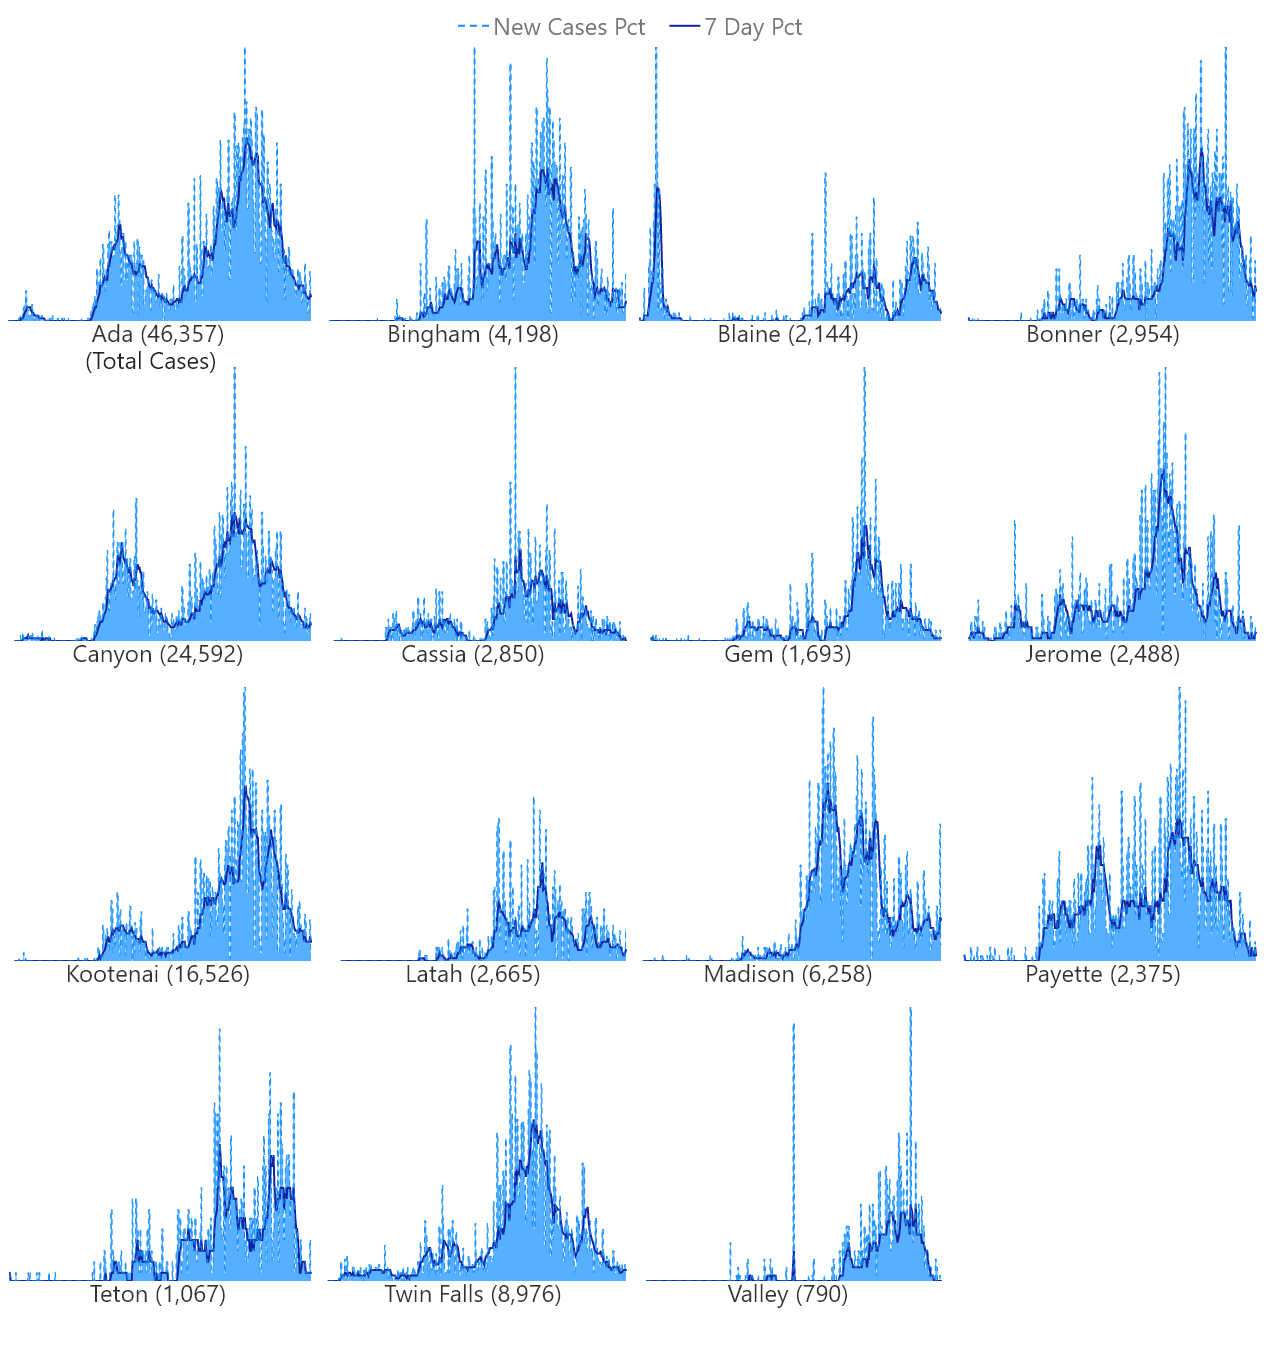 New Cases Pct 7 Day Pct
Ada (46,357)
(Total Cases)
Bingham (4,198)
Blaine (2,144)
Bonner (2,954)
Canyon (24,592)
Cassia (2,850)
Gem (1,693)
Jerome (2,488)
Kootenai (16,526)
Latah (2,665)
Madison (6,258)
Payette (2,375)
Teton (1,067)
Twin Falls (8,976)
Valley (790)